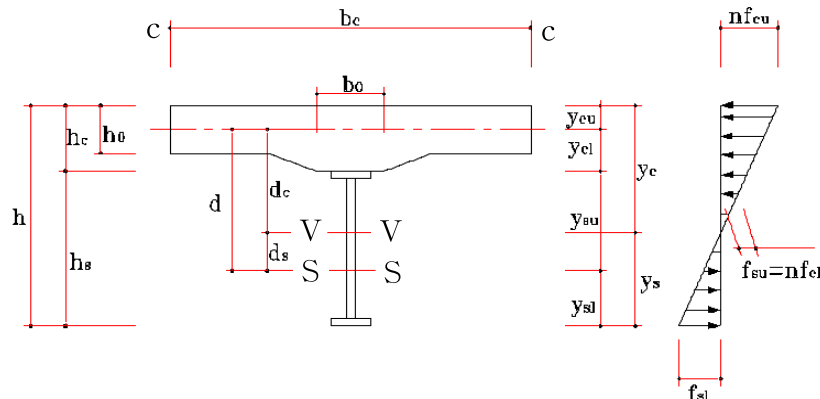 C
bc
C
nfcu
b0
hc
h0
ycu
ycl
yc
h
d
dc
V
V
ysu
hs
ds
S
S
ys
fsu=nfcl
ysl
fsl